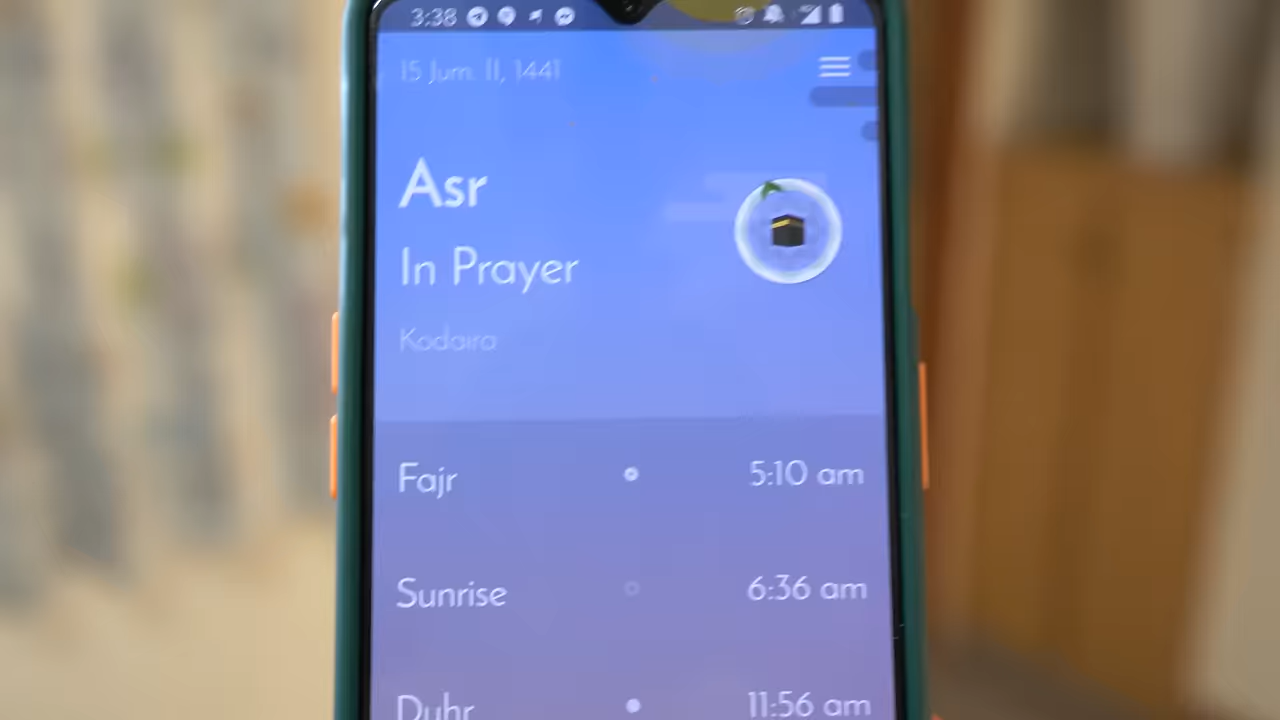 3:38
15 Jum. II, 1441
Asr
In Prayer
Kodaira
Fajr 5:10 am
Sunrise 6:36 am
Duhr 11:56 am